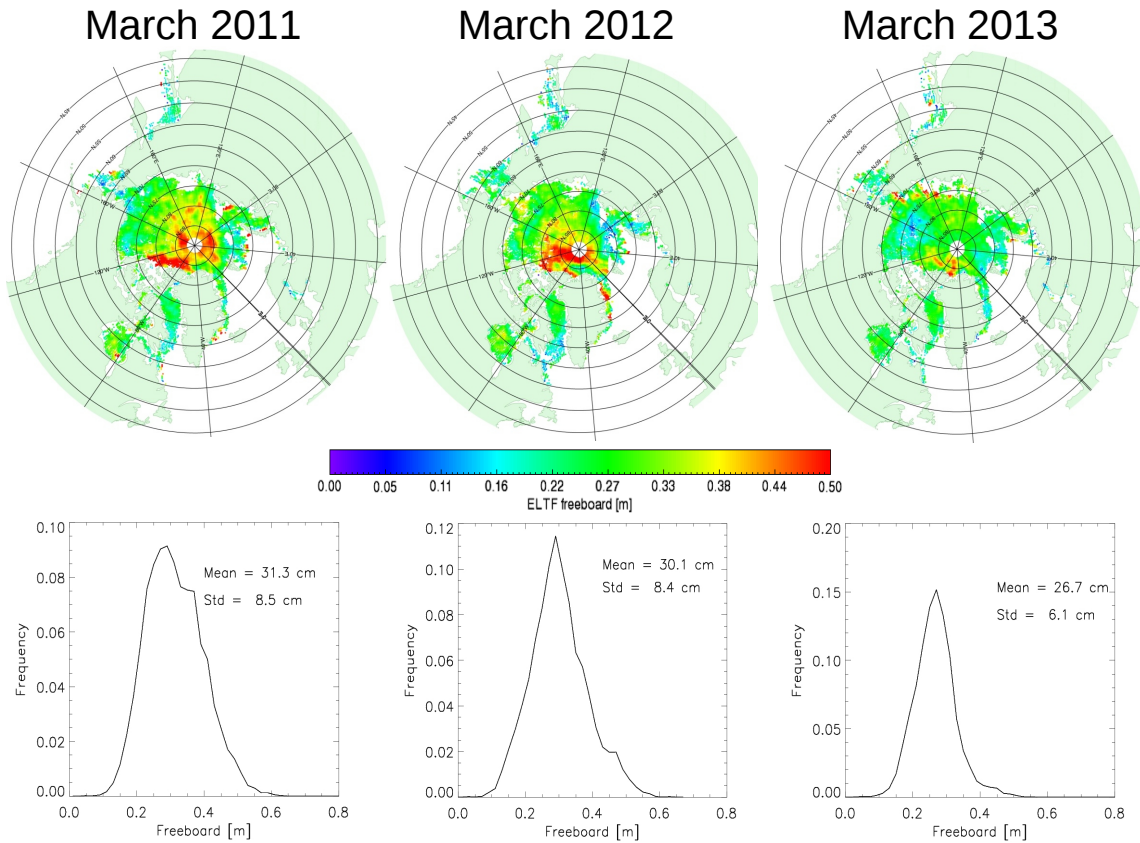 March 2011 March 2012 March 2013
0.00 0.05 0.11 0.16 0.22 0.27 0.33 0.38 0.44 0.50
ELTF freeboard [m]
0.10
0.08
0.06
0.04
0.02
0.00
Frequency
Mean = 31.3 cm
Std = 8.5 cm
0.0 0.2 0.4 0.6 0.8
Freeboard [m]
0.12
0.10
0.08
0.06
0.04
0.02
0.00
Frequency
Mean = 30.1 cm
Std = 8.4 cm
0.0 0.2 0.4 0.6 0.8
Freeboard [m]
0.20
0.15
0.10
0.05
0.00
Frequency
Mean = 26.7 cm
Std = 6.1 cm
0.0 0.2 0.4 0.6 0.8
Freeboard [m]